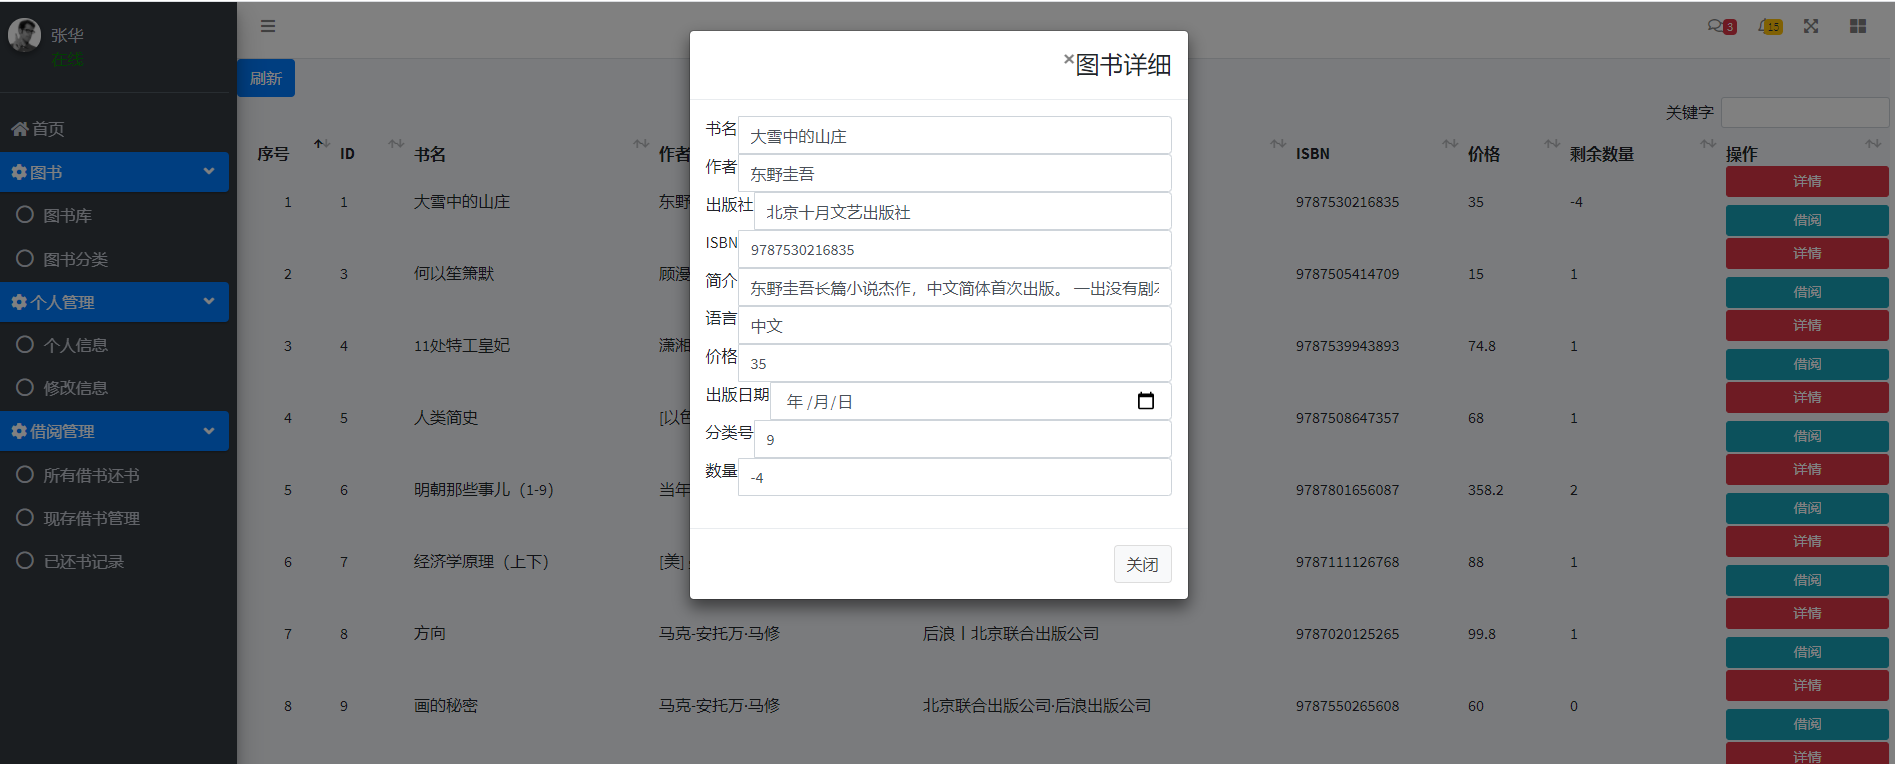 张华
在线
首页
图书
图书库
图书分类
个人管理
个人信息
修改信息
借阅管理
所有借书还书
现存借书管理
已还书记录
3
15
刷新
关键字
序号 ID 书名 作者 ISBN 价格 剩余数量 操作
1 1 大雪中的山庄 东野 9787530216835 35 -4 详情 借阅
2 3 何以笙箫默 顾漫 9787505414709 15 1 详情 借阅
3 4 11处特工皇妃 潇湘 9787539943893 74.8 1 详情 借阅
4 5 人类简史 [以色 9787508647357 68 1 详情 借阅
5 6 明朝那些事儿（1-9） 当年 9787801656087 358.2 2 详情 借阅
6 7 经济学原理（上下） [美] 9787111126768 88 1 详情 借阅
7 8 方向 马克-安托万·马修 后浪丨北京联合出版公司 9787020125265 99.8 1 详情 借阅
8 9 画的秘密 马克-安托万·马修 北京联合出版公司·后浪出版公司 9787550265608 60 0 详情 借阅
详情
×图书详细
书名 大雪中的山庄
作者 东野圭吾
出版社 北京十月文艺出版社
ISBN 9787530216835
简介 东野圭吾长篇小说杰作，中文简体首次出版。 一出没有剧
语言 中文
价格 35
出版日期 年 /月/日
分类号 9
数量 -4
关闭